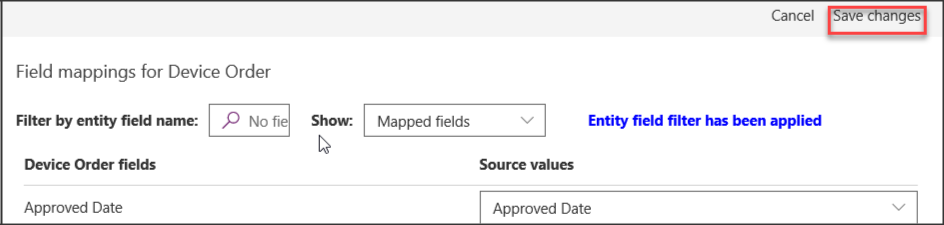 Cancel Save changes
Field mappings for Device Order
Filter by entity field name: No fie Show: Mapped fields Entity field filter has been applied
Device Order fields Source values
Approved Date Approved Date